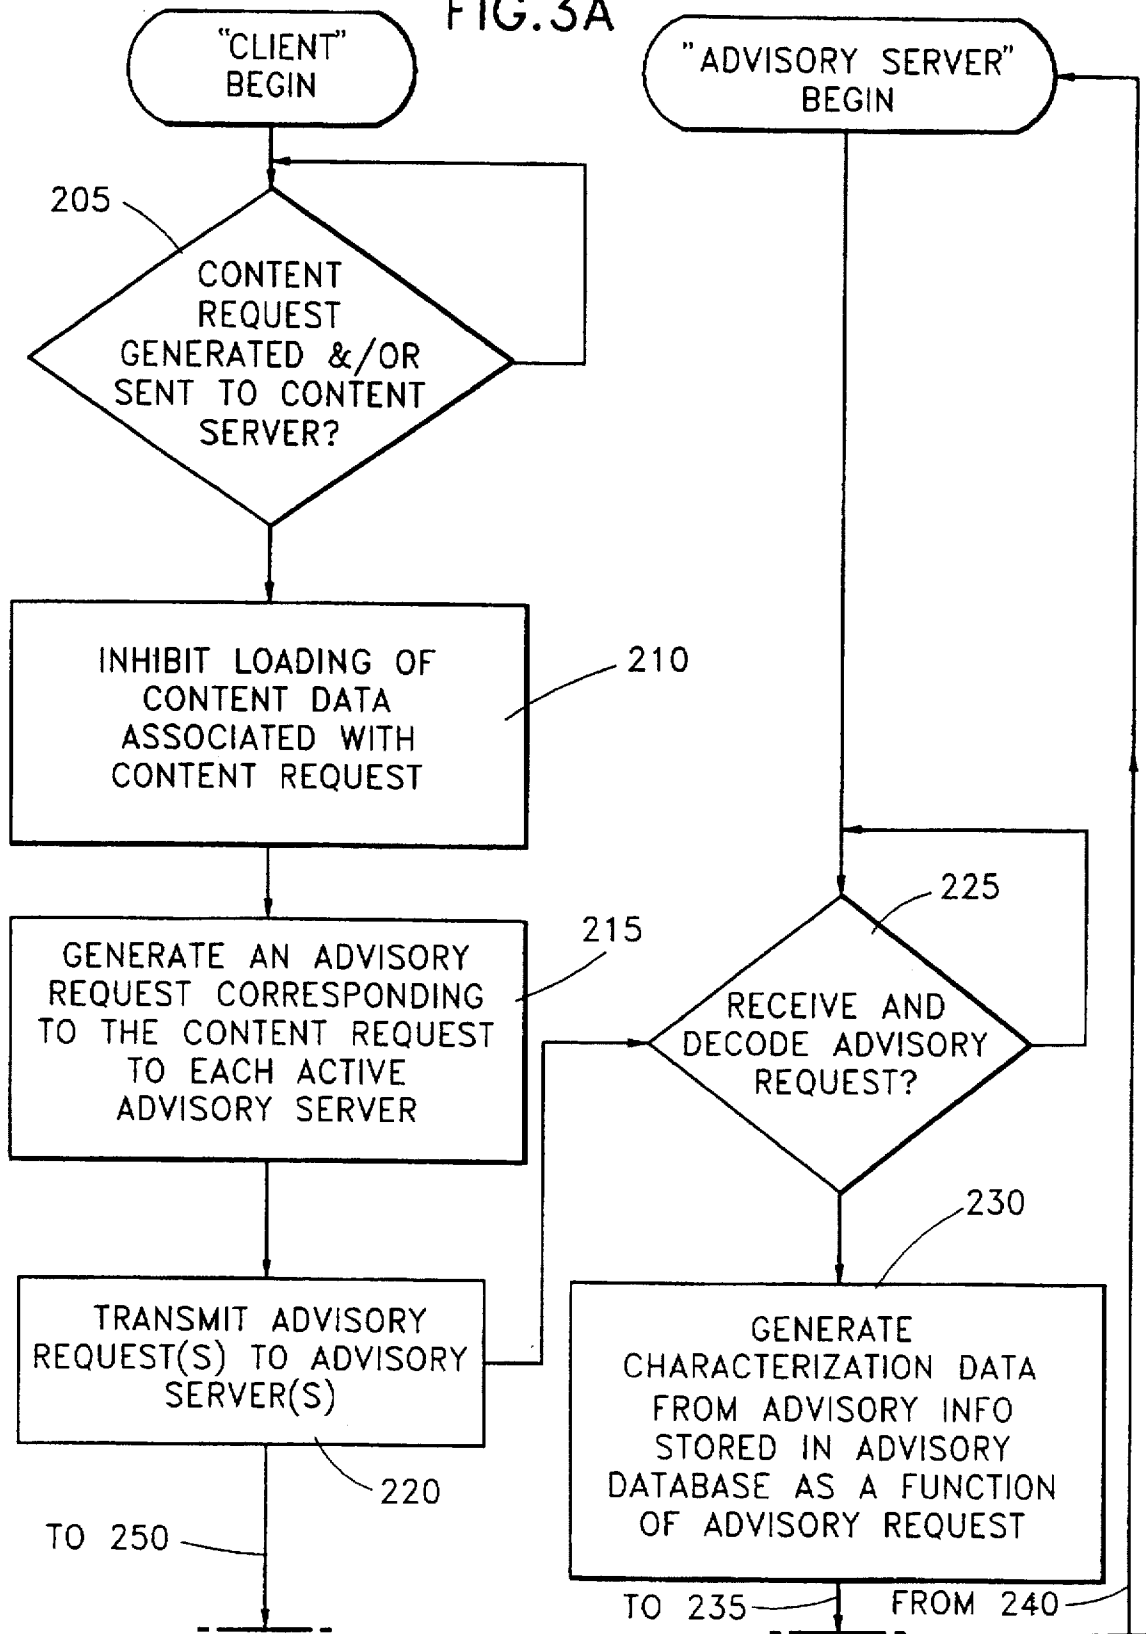 FIG.3A
"CLIENT"
BEGIN
205
CONTENT
REQUEST
GENERATED &/OR
SENT TO CONTENT
SERVER?
INHIBIT LOADING OF
CONTENT DATA
ASSOCIATED WITH
CONTENT REQUEST
210
GENERATE AN ADVISORY
REQUEST CORRESPONDING
TO THE CONTENT REQUEST
TO EACH ACTIVE
ADVISORY SERVER
215
TRANSMIT ADVISORY
REQUEST(S) TO ADVISORY
SERVER(S)
220
TO 250
"ADVISORY SERVER"
BEGIN
225
RECEIVE AND
DECODE ADVISORY
REQUEST?
230
GENERATE
CHARACTERIZATION DATA
FROM ADVISORY INFO
STORED IN ADVISORY
DATABASE AS A FUNCTION
OF ADVISORY REQUEST
TO 235
FROM 240